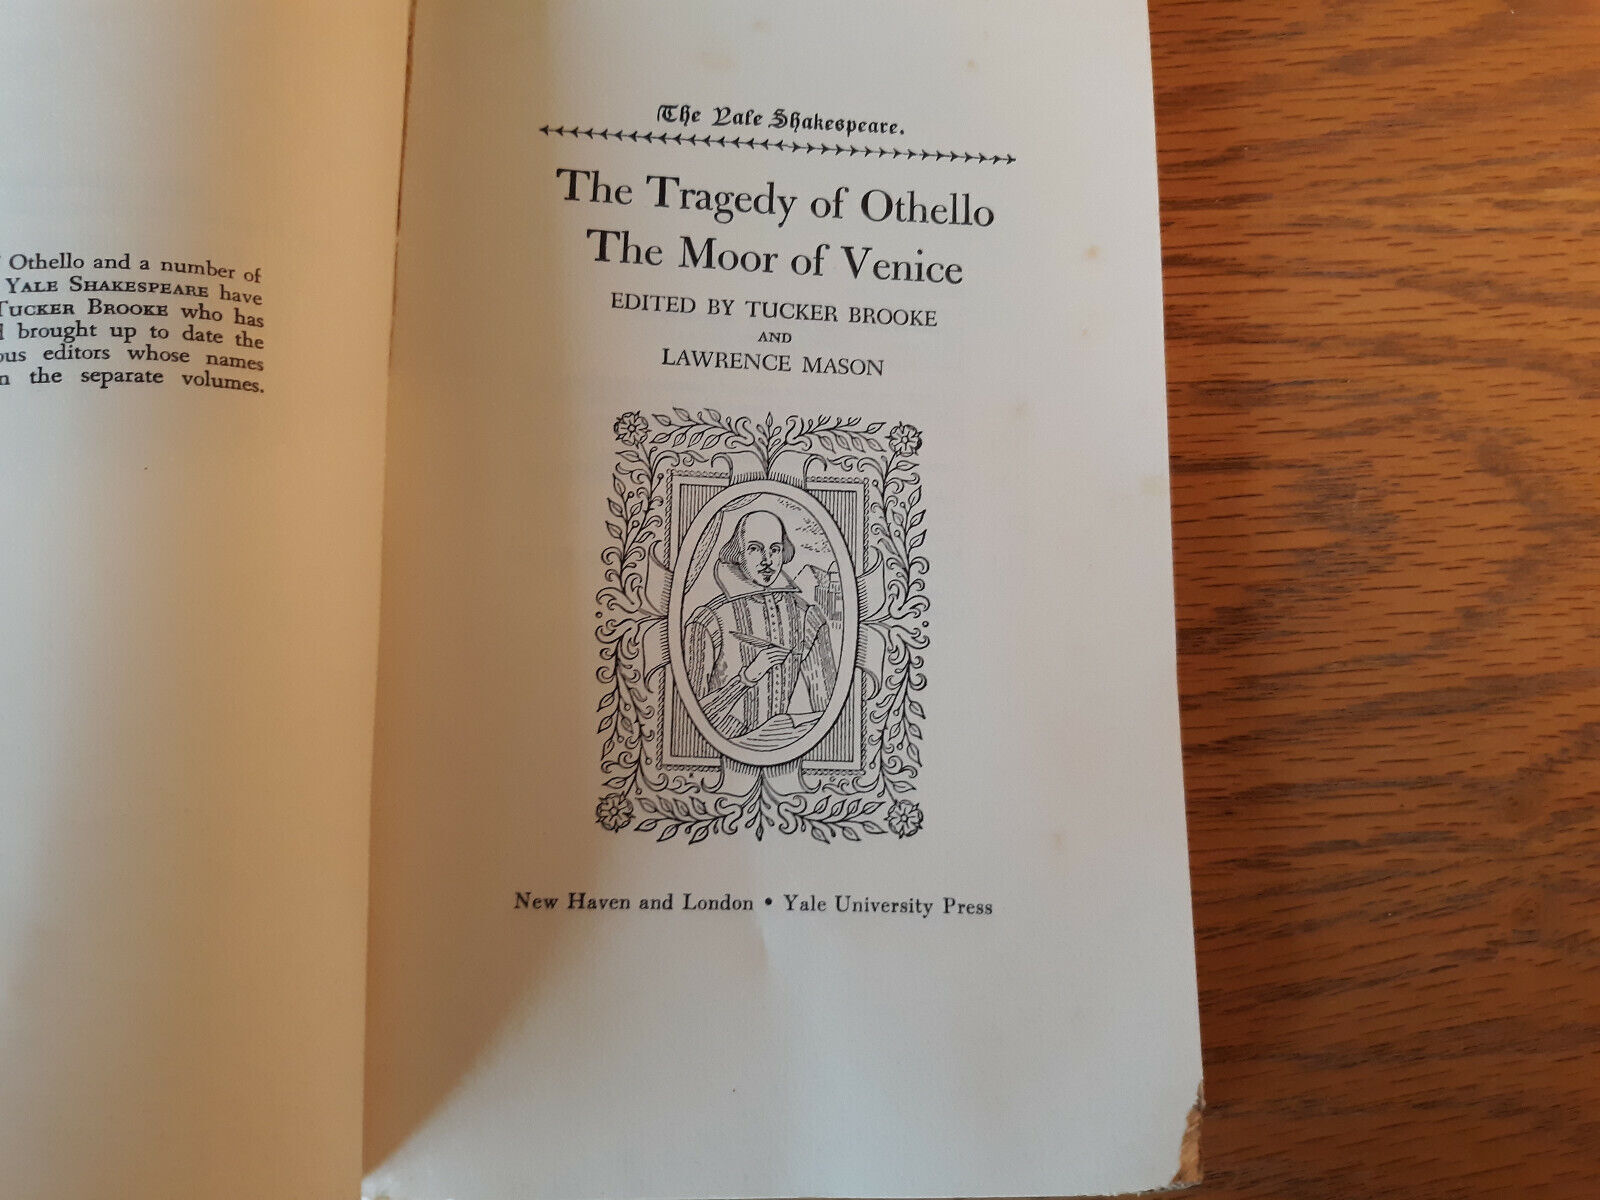 Othello and a number of
YALE SHAKESPEARE have
TUCKER BROOKE who has
brought up to date the
editors whose names
the separate volumes.
The Yale Shakespeare.
The Tragedy of Othello
The Moor of Venice
EDITED BY TUCKER BROOKE
AND
LAWRENCE MASON
New Haven and London • Yale University Press